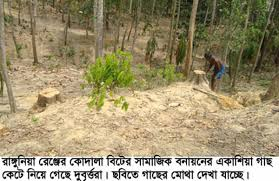 রাঙ্গুনিয়া রেঞ্জের কোদালা বিটের সামাজিক বনায়নের একাশিয়া গাছ
কেটে নিয়ে গেছে দুবৃর্ত্তরা। ছবিতে গাছের মোথা দেখা যাচ্ছে।